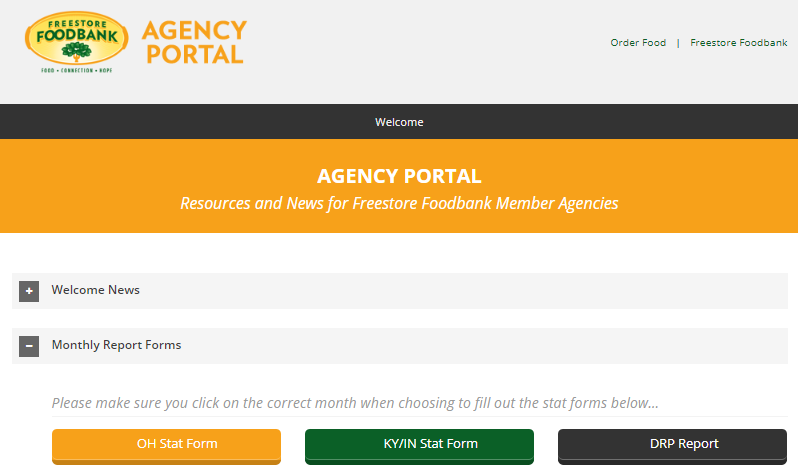 FREESTORE
FOODBANK
FOOD • CONNECTION • HOPE
AGENCY
PORTAL
Order Food | Freestore Foodbank
Welcome
AGENCY PORTAL
Resources and News for Freestore Foodbank Member Agencies
+ Welcome News
− Monthly Report Forms
Please make sure you click on the correct month when choosing to fill out the stat forms below...
OH Stat Form KY/IN Stat Form DRP Report